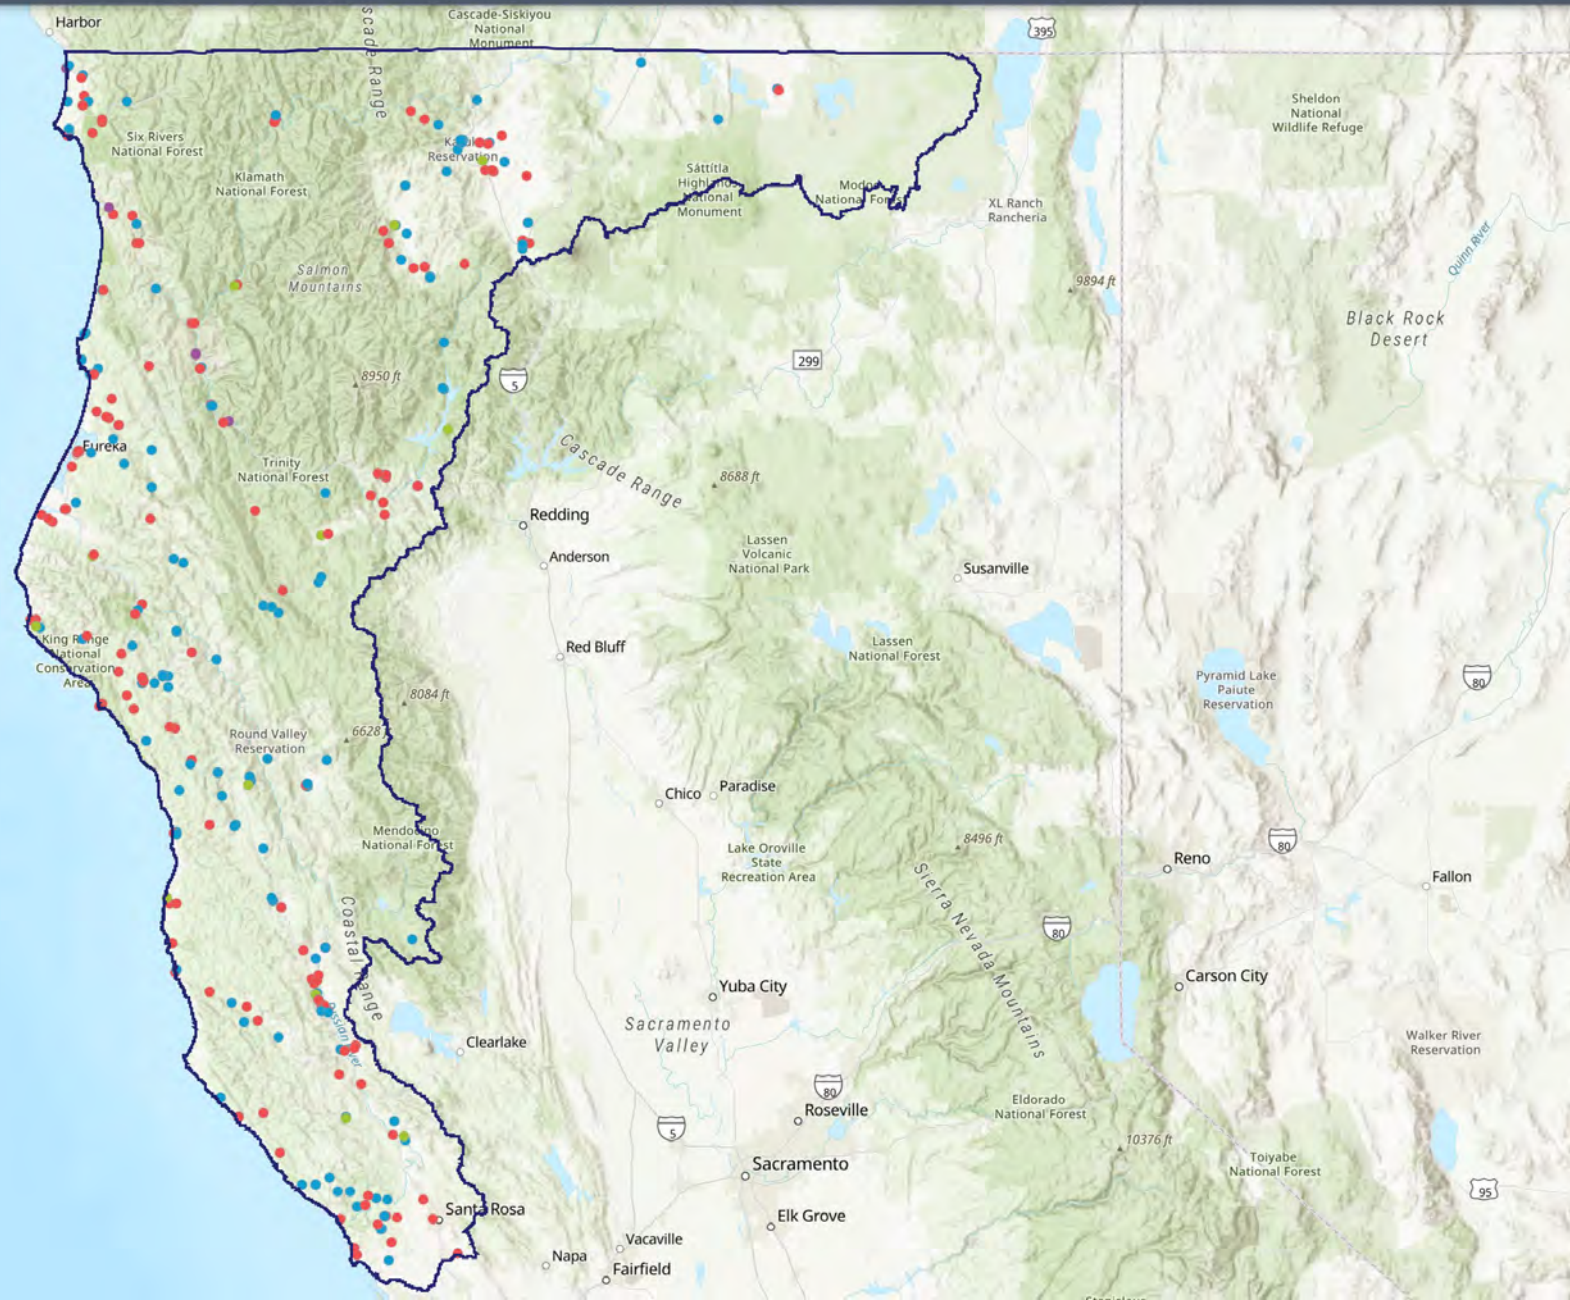 Harbor
Cascade-Siskiyou
National
Monument
395
scade Range
Sheldon
National
Wildlife Refuge
Six Rivers
National Forest
Reservation
Klamath
National Forest
Sáttítla
Highlands
National
Monument
Modoc
National Forest
XL Ranch
Rancheria
Quinn River
Salmon
Mountains
9894 ft
Black Rock
Desert
299
5
8950 ft
Eureka
Cascade Range
Trinity
National Forest
8688 ft
Redding
Anderson
Lassen
Volcanic
National Park
Susanville
King Range
National
Conservation
Area
Red Bluff
Lassen
National Forest
Pyramid Lake
Paiute
Reservation
80
8084 ft
6628
Round Valley
Reservation
Chico
Paradise
Mendocino
National Forest
Lake Oroville
State
Recreation Area
8496 ft
80
Reno
Fallon
Sierra Nevada Mountains
Coastal Range
80
Carson City
Yuba City
Russian River
Sacramento
Valley
Clearlake
Walker River
Reservation
80
Eldorado
National Forest
Roseville
5
10376 ft
Sacramento
Toiyabe
National Forest
95
Santa Rosa
Elk Grove
Vacaville
Napa
Fairfield